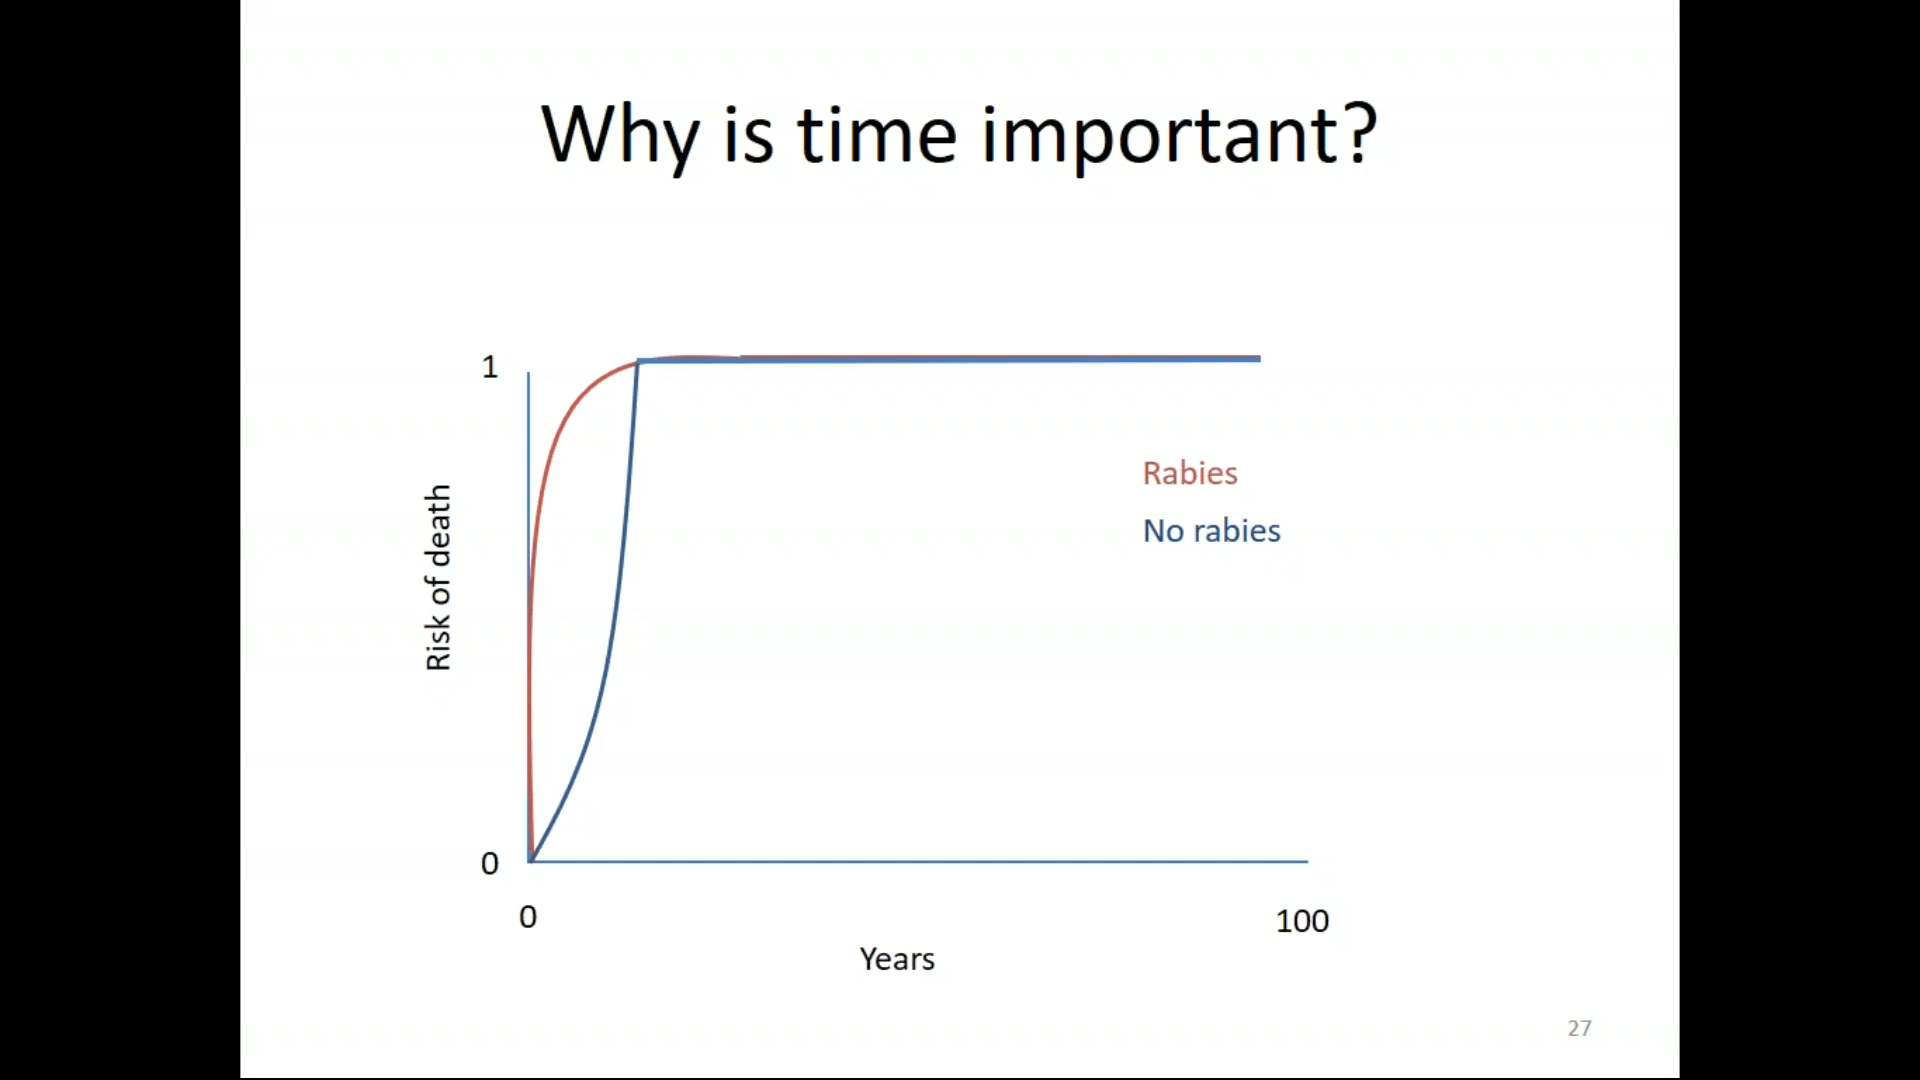 Why is time important?
1
Risk of death
Rabies
No rabies
0
0
100
Years
27